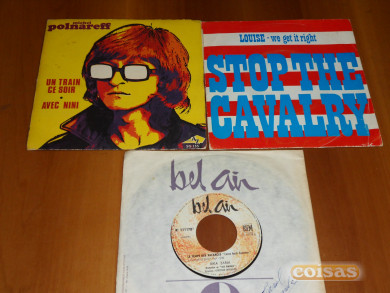 michel
polnareff
UN TRAIN
CE SOIR
AVEC NINI
LOUISE - we get it right
STOP THE
CAVALRY
bel air
bel air
coisas